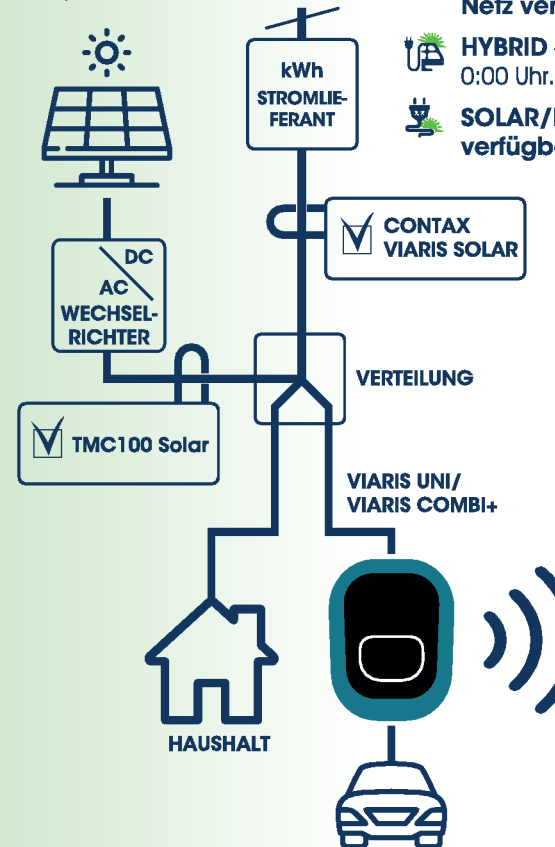 Netz ver
HYBRID
0:00 Uhr.
SOLAR/
verfügb
kWh
STROMLIE-
FERANT
CONTAX
VIARIS SOLAR
DC
AC
WECHSEL-
RICHTER
VERTEILUNG
TMC100 Solar
VIARIS UNI/
VIARIS COMBI+
HAUSHALT